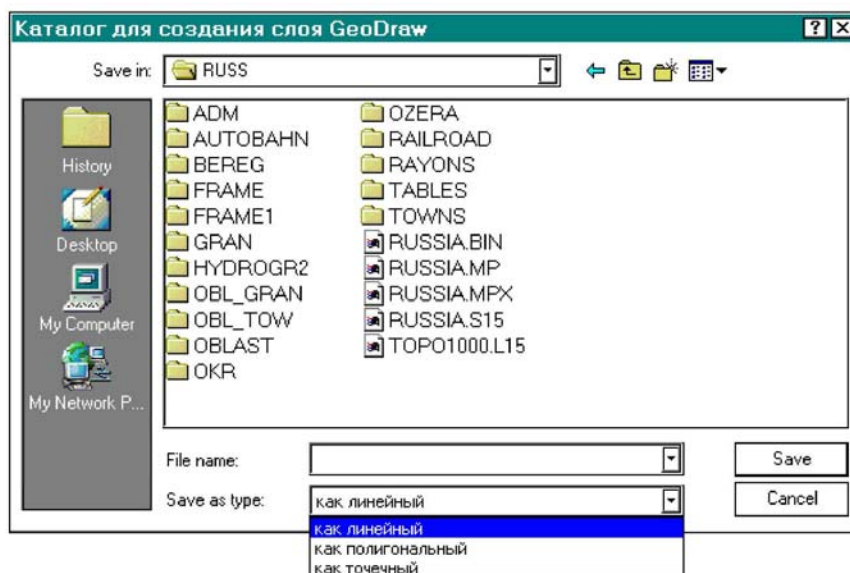 Каталог для создания слоя GeoDraw
Save in: RUSS
History
Desktop
My Computer
My Network P...
ADM
AUTOBAHN
BEREG
FRAME
FRAME1
GRAN
HYDROGR2
OBL_GRAN
OBL_TOW
OBLAST
OKR
OZERA
RAILROAD
RAYONS
TABLES
TOWNS
RUSSIA.BIN
RUSSIA.MP
RUSSIA.MPX
RUSSIA.S15
TOPO1000.L15
File name:
Save
Save as type: как линейный
Cancel
как линейный
как полигональный
как точечный